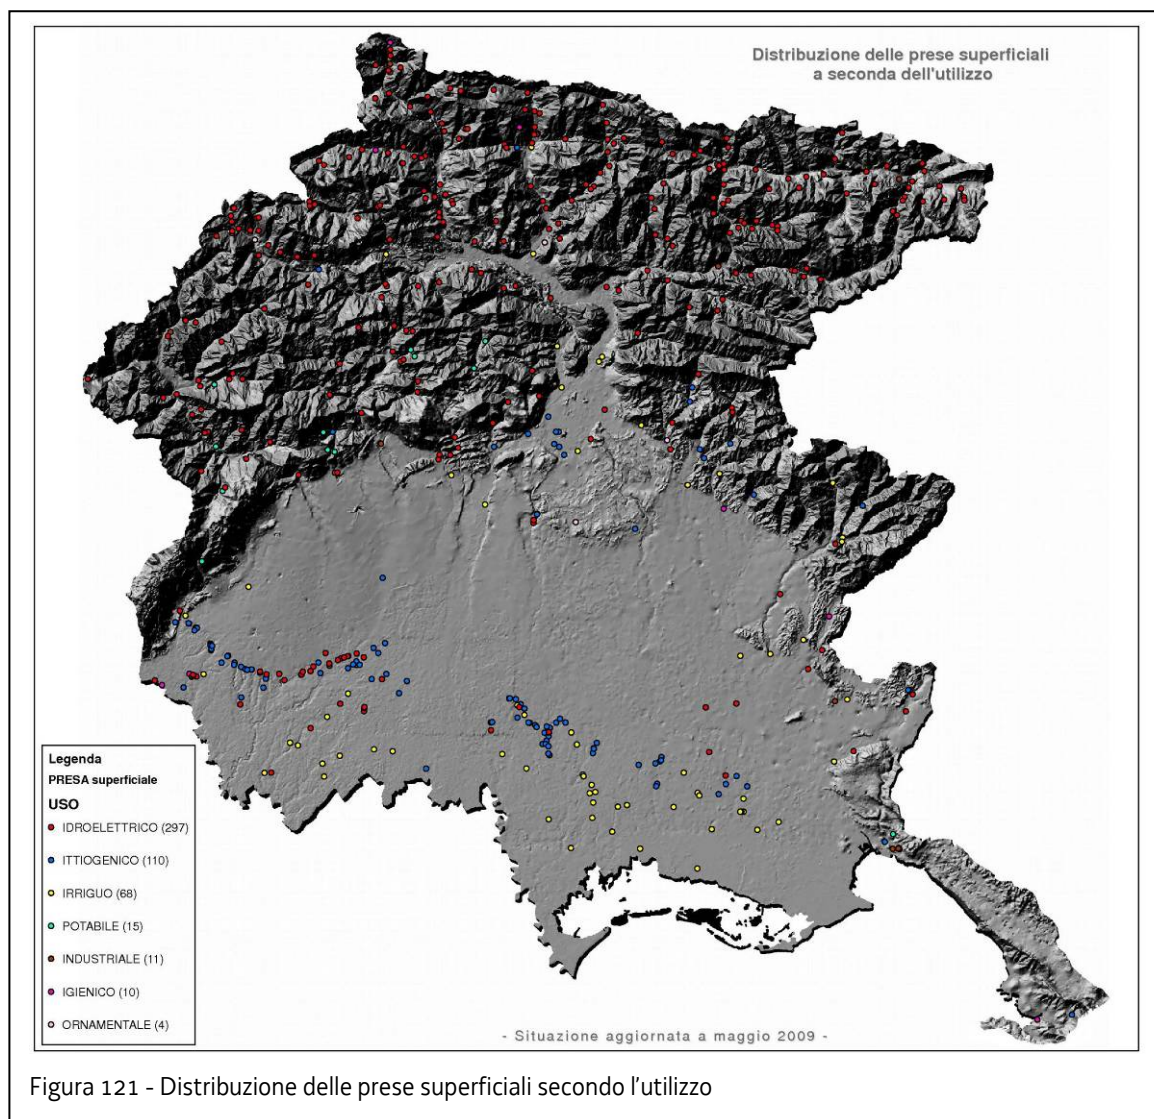 Distribuzione delle prese superficiali
a seconda dell'utilizzo
Legenda
PRESA superficiale
USO
IDROELETTRICO (297)
ITTIOGENICO (110)
IRRIGUO (68)
POTABILE (15)
INDUSTRIALE (11)
IGIENICO (10)
ORNAMENTALE (4)
- Situazione aggiornata a maggio 2009 -
Figura 121 - Distribuzione delle prese superficiali secondo l’utilizzo